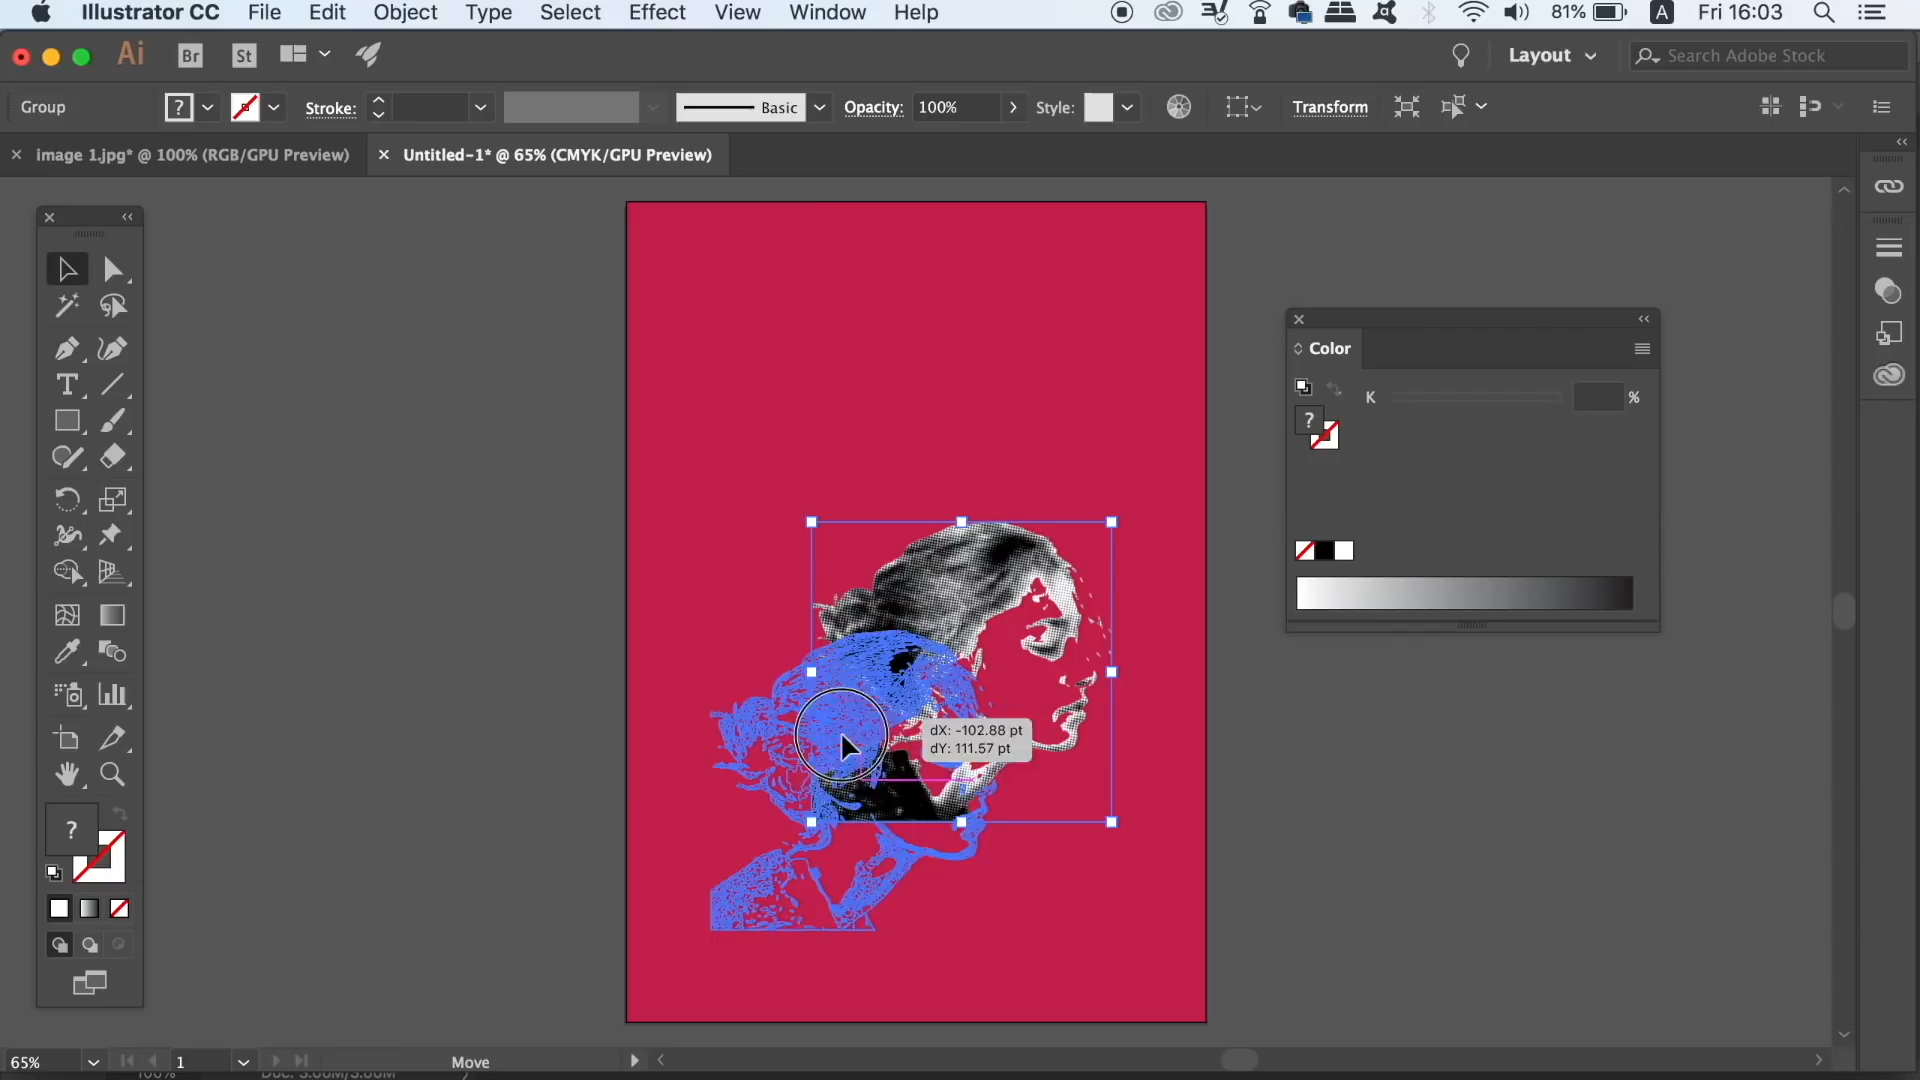 Illustrator CC File Edit Object Type Select Effect View Window Help 81% A Fri 16:03
Ai Br St Layout Search Adobe Stock
Group ? Stroke: Basic Opacity: 100% Style: Transform
image 1.jpg* @ 100% (RGB/GPU Preview) Untitled-1* @ 65% (CMYK/GPU Preview)
Color
K %
?
dX: -102.88 pt
dY: 111.57 pt
T
?
65% 1 Move